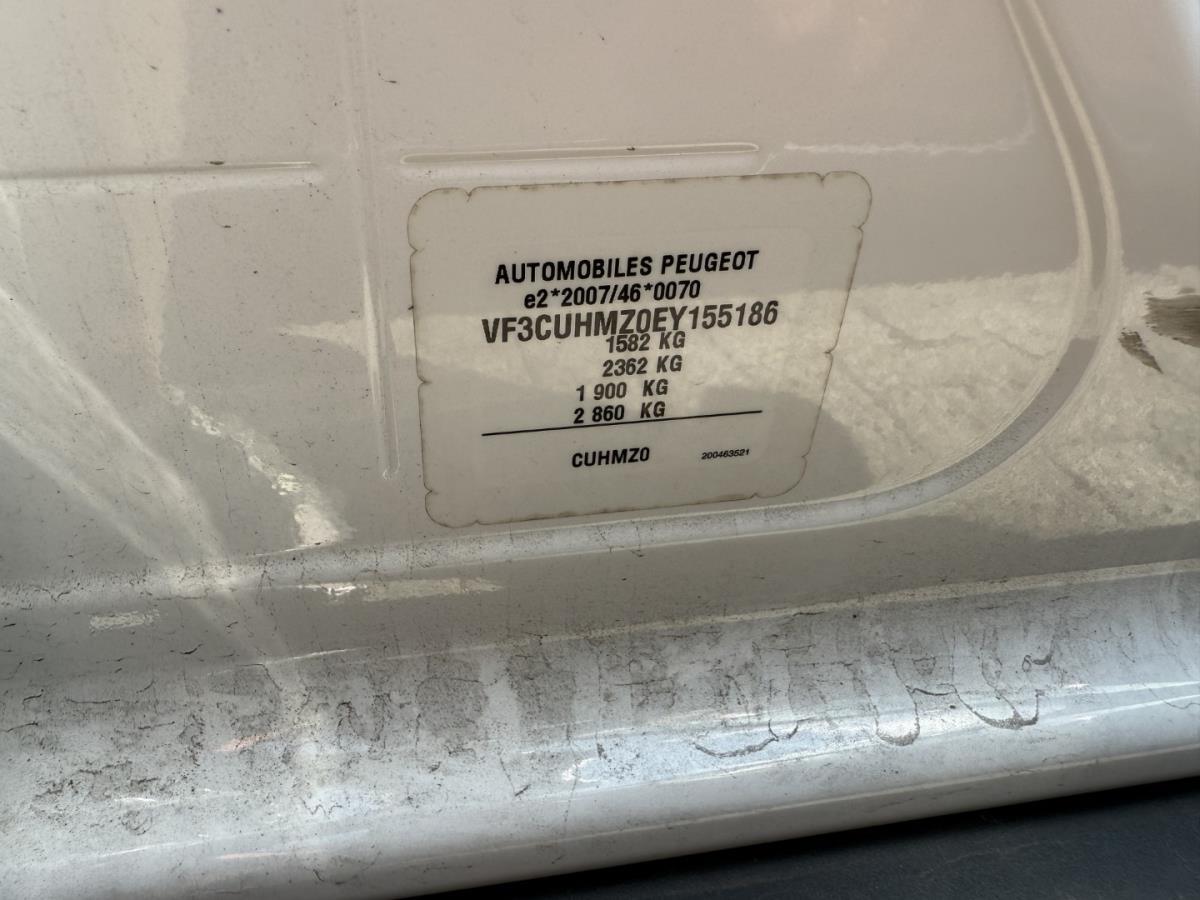 AUTOMOBILES PEUGEOT
e2*2007/46*0070
VF3CUHMZ0EY155186
1582 KG
2362 KG
1 900 KG
2 860 KG
CUHMZ0 200463521